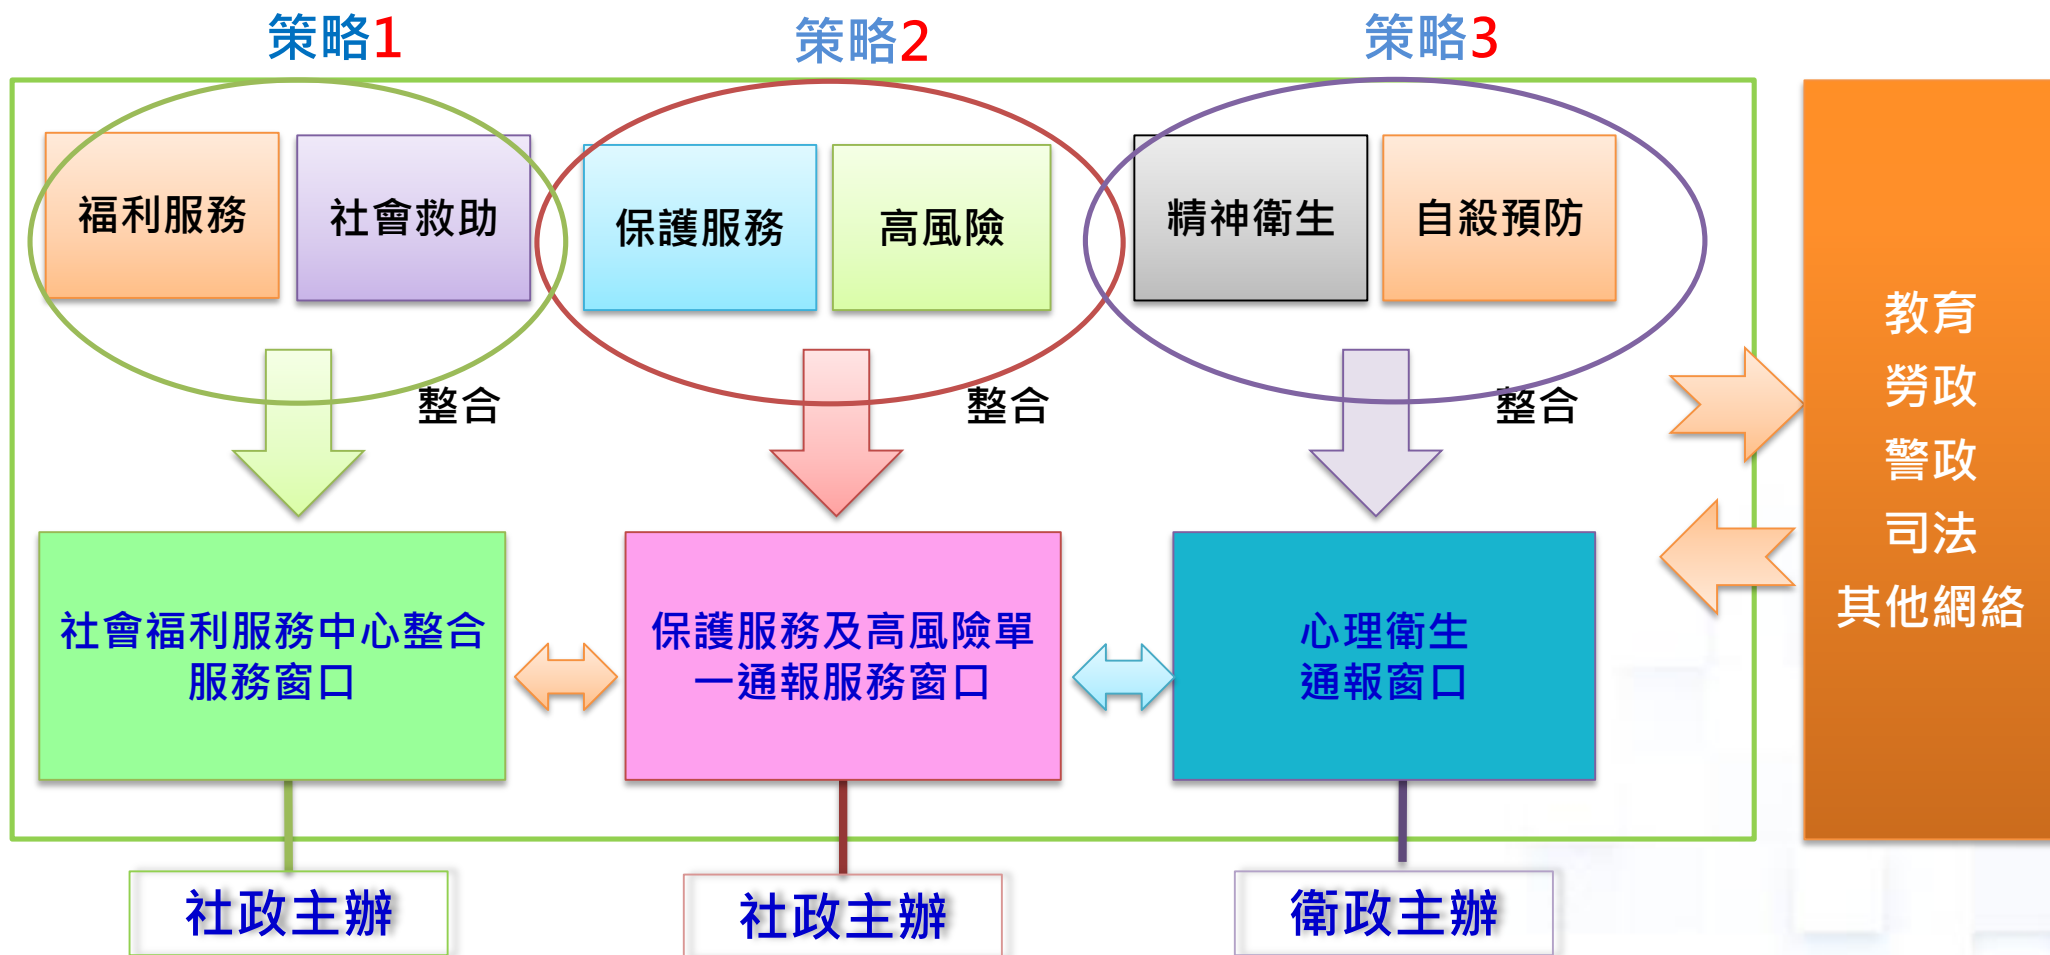 策略1
策略2
策略3
福利服務
社會救助
保護服務
高風險
精神衛生
自殺預防
整合
整合
整合
社會福利服務中心整合
服務窗口
保護服務及高風險單
一通報服務窗口
心理衛生
通報窗口
教育
勞政
警政
司法
其他網絡
社政主辦
社政主辦
衛政主辦